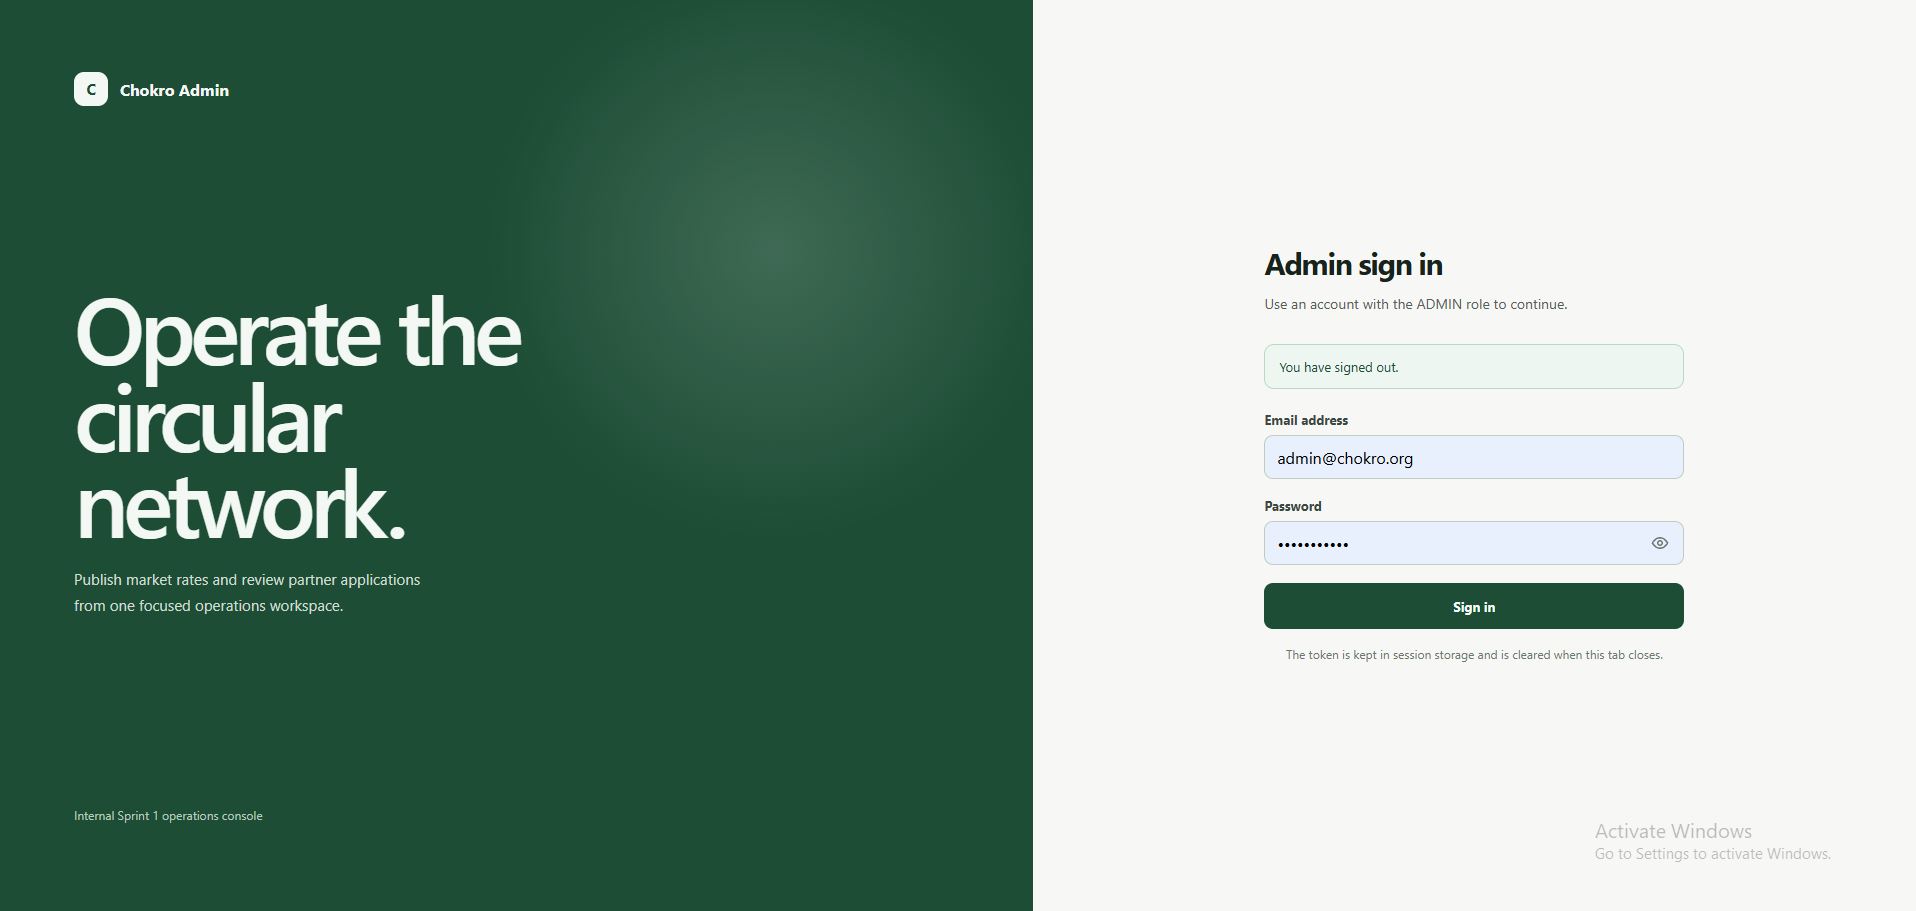 C
Chokro Admin
Operate the
circular
network.
Publish market rates and review partner applications
from one focused operations workspace.
Internal Sprint 1 operations console
Admin sign in
Use an account with the ADMIN role to continue.
You have signed out.
Email address
admin@chokro.org
Password
•••••••••••
Sign in
The token is kept in session storage and is cleared when this tab closes.
Activate Windows
Go to Settings to activate Windows.